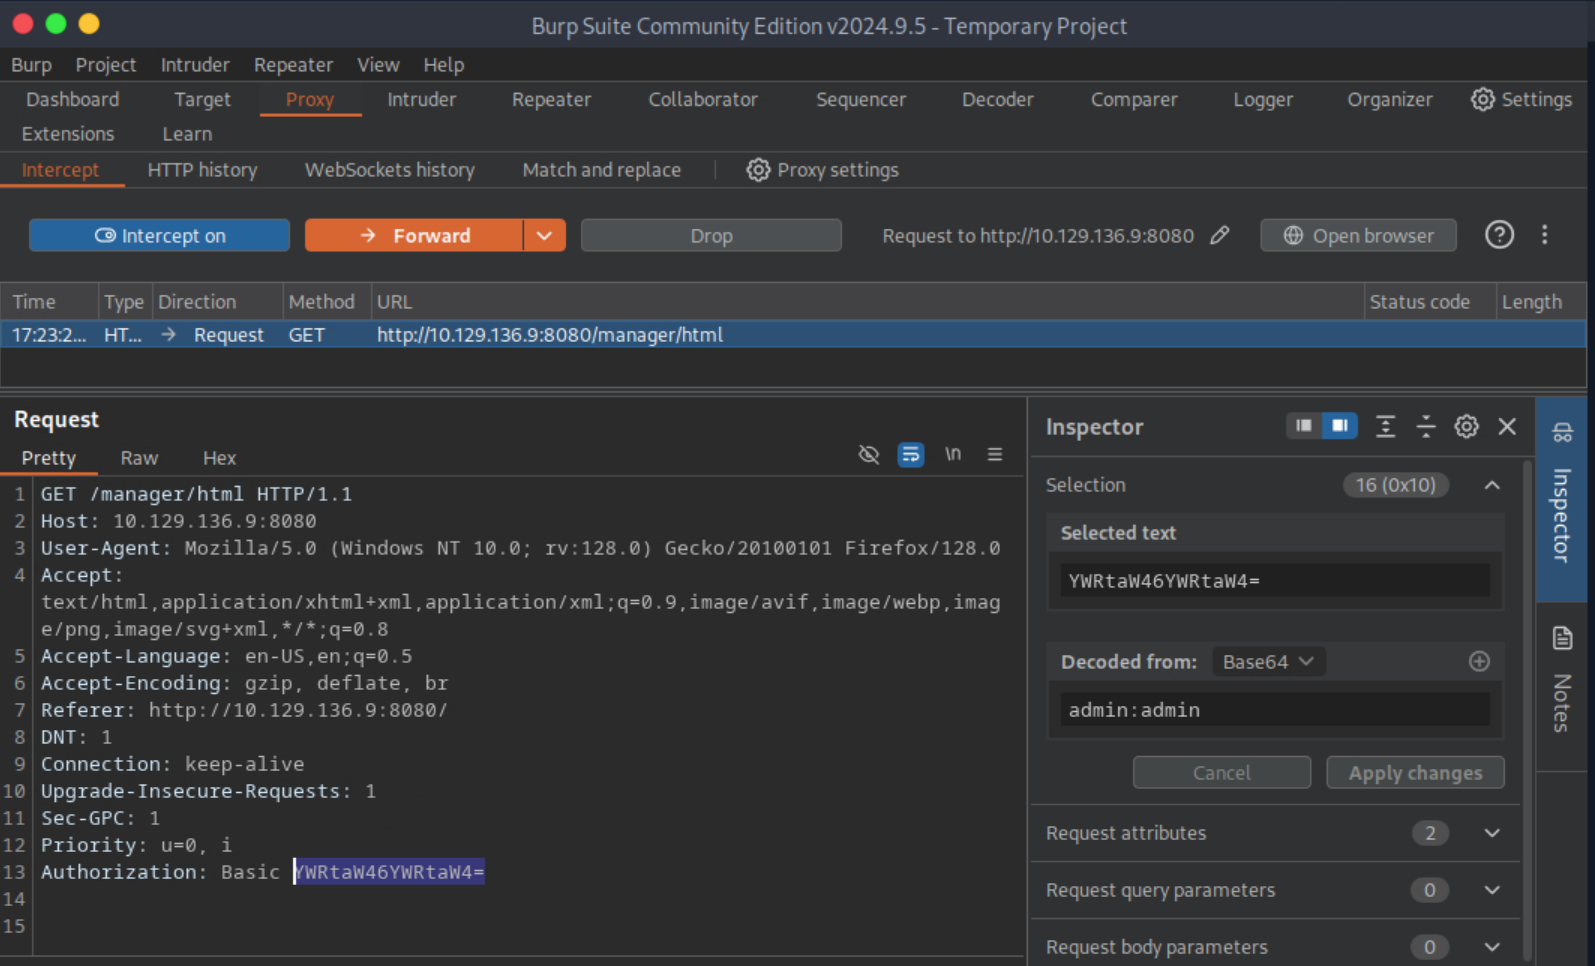 Burp Suite Community Edition v2024.9.5 - Temporary Project
Burp Project Intruder Repeater View Help
Dashboard Target Proxy Intruder Repeater Collaborator Sequencer Decoder Comparer Logger Organizer Settings
Extensions Learn
Intercept HTTP history WebSockets history Match and replace Proxy settings
Intercept on Forward Drop Request to http://10.129.136.9:8080 Open browser
Time Type Direction Method URL Status code Length
17:23:2... HT... → Request GET http://10.129.136.9:8080/manager/html
Request
Pretty Raw Hex \n
1 GET /manager/html HTTP/1.1
2 Host: 10.129.136.9:8080
3 User-Agent: Mozilla/5.0 (Windows NT 10.0; rv:128.0) Gecko/20100101 Firefox/128.0
4 Accept:
text/html,application/xhtml+xml,application/xml;q=0.9,image/avif,image/webp,imag
e/png,image/svg+xml,*/*;q=0.8
5 Accept-Language: en-US,en;q=0.5
6 Accept-Encoding: gzip, deflate, br
7 Referer: http://10.129.136.9:8080/
8 DNT: 1
9 Connection: keep-alive
10 Upgrade-Insecure-Requests: 1
11 Sec-GPC: 1
12 Priority: u=0, i
13 Authorization: Basic YWRtaW46YWRtaW4=
14
15
Inspector
Selection 16 (0x10)
Selected text
YWRtaW46YWRtaW4=
Decoded from: Base64
admin:admin
Cancel Apply changes
Request attributes 2
Request query parameters 0
Request body parameters 0
Inspector
Notes